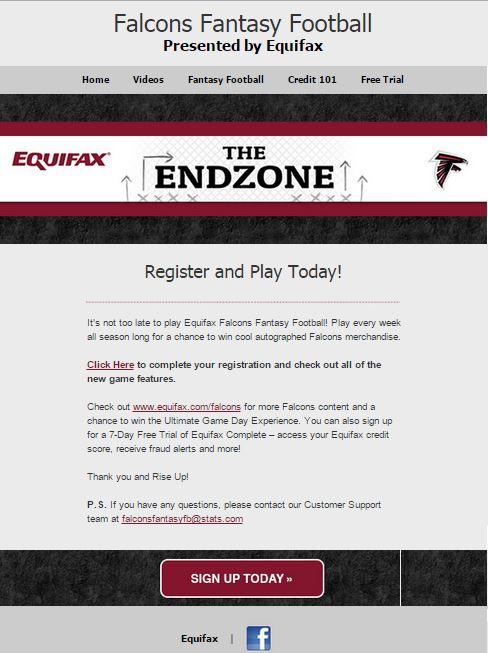 Falcons Fantasy Football
Presented by Equifax
Home Videos Fantasy Football Credit 101 Free Trial
EQUIFAX®
THE
ENDZONE
Register and Play Today!
It's not too late to play Equifax Falcons Fantasy Football! Play every week
all season long for a chance to win cool autographed Falcons merchandise.
Click Here to complete your registration and check out all of the
new game features.
Check out www.equifax.com/falcons for more Falcons content and a
chance to win the Ultimate Game Day Experience. You can also sign up
for a 7-Day Free Trial of Equifax Complete – access your Equifax credit
score, receive fraud alerts and more!
Thank you and Rise Up!
P.S. If you have any questions, please contact our Customer Support
team at falconsfantasyfb@stats.com
SIGN UP TODAY »
Equifax | f